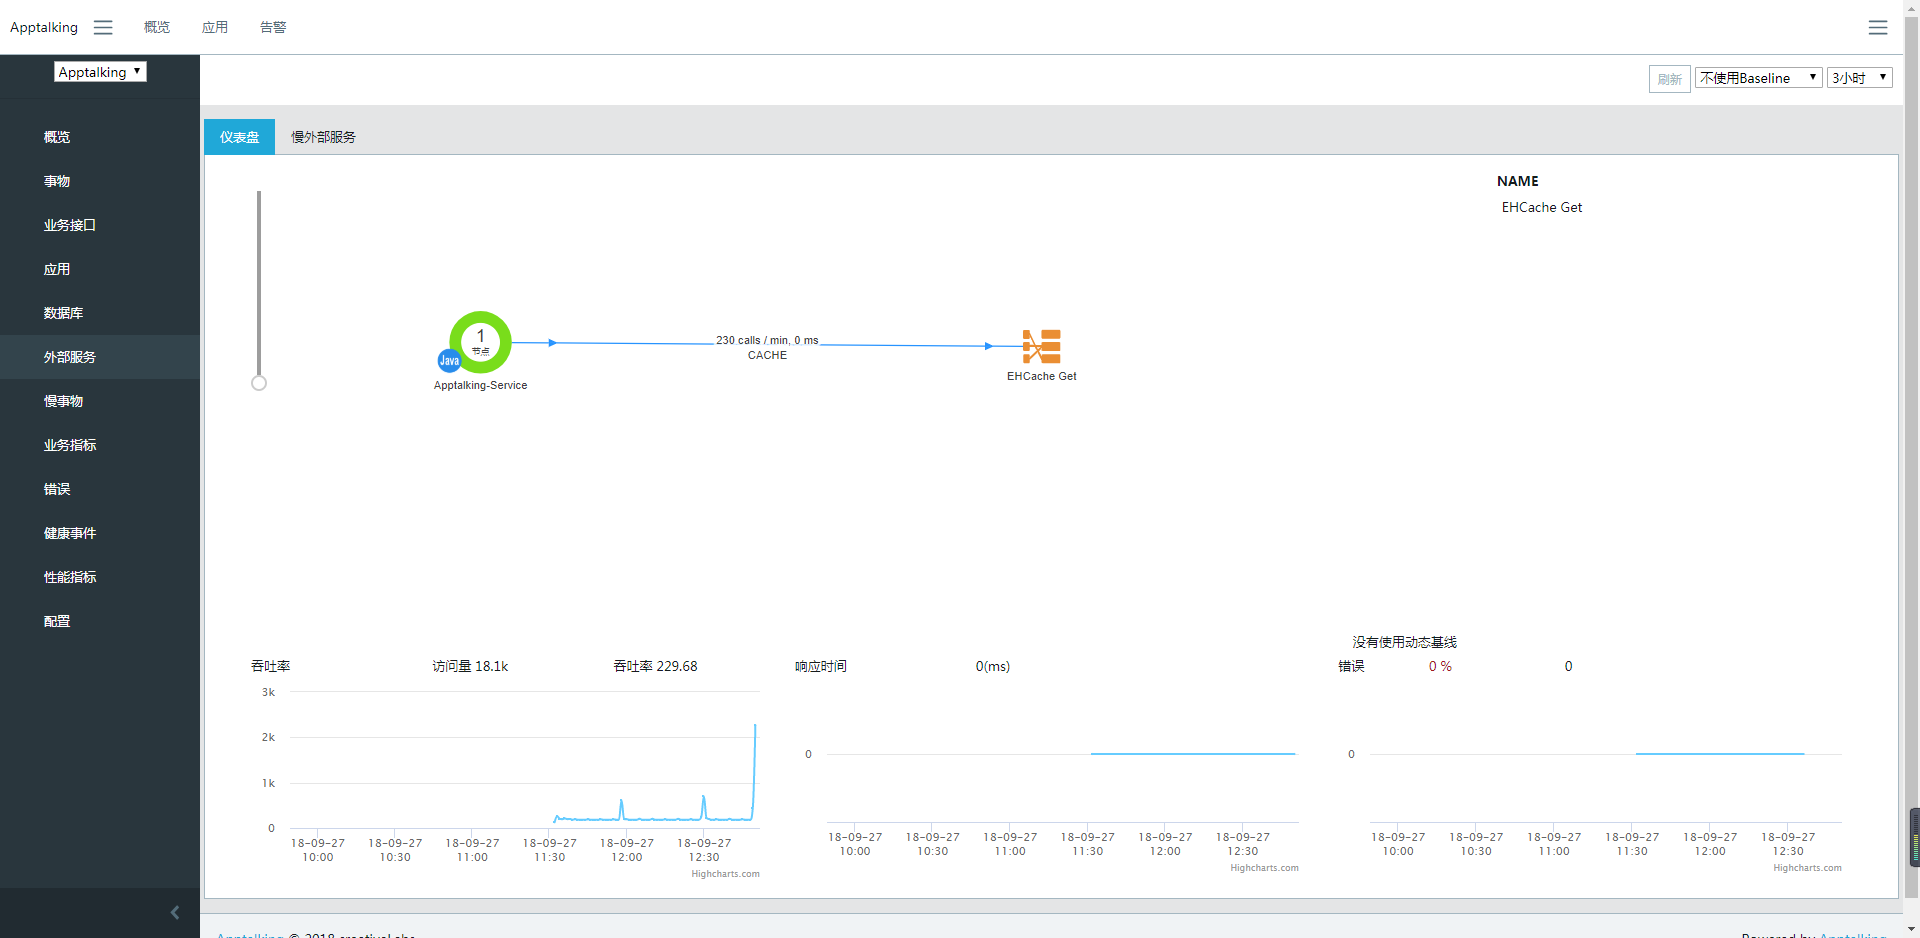 Apptalking 概览 应用 告警
Apptalking
刷新 不使用Baseline 3小时
概览
事物
业务接口
应用
数据库
外部服务
慢事物
业务指标
错误
健康事件
性能指标
配置
仪表盘 慢外部服务
NAME
EHCache Get
1
节点
Java
Apptalking-Service
230 calls / min, 0 ms
CACHE
EHCache Get
没有使用动态基线
吞吐率 访问量 18.1k 吞吐率 229.68
3k
2k
1k
0
18-09-27 18-09-27 18-09-27 18-09-27 18-09-27 18-09-27
10:00 10:30 11:00 11:30 12:00 12:30
Highcharts.com
响应时间 0(ms)
0
18-09-27 18-09-27 18-09-27 18-09-27 18-09-27 18-09-27
10:00 10:30 11:00 11:30 12:00 12:30
Highcharts.com
错误 0 % 0
0
18-09-27 18-09-27 18-09-27 18-09-27 18-09-27 18-09-27
10:00 10:30 11:00 11:30 12:00 12:30
Highcharts.com
Apptalking © 2018 creativeLabs. Powered by Apptalking